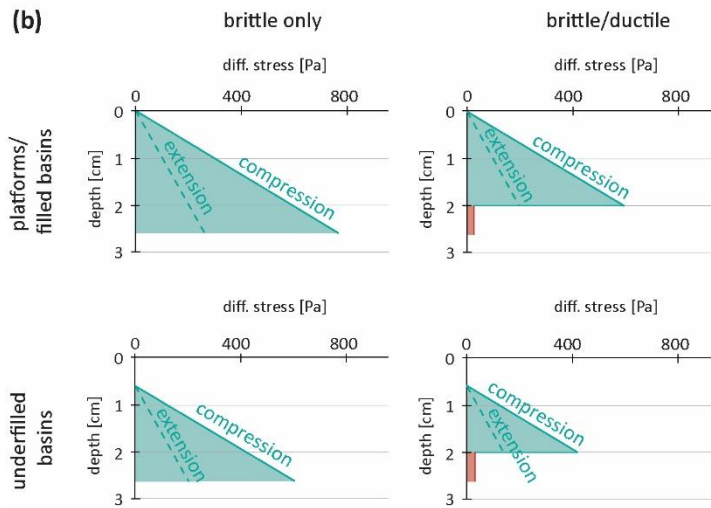 (b)
brittle only
brittle/ductile
platforms/
filled basins
diff. stress [Pa]
0 400 800
depth [cm]
0
1
2
3
extension
compression
diff. stress [Pa]
0 400 800
depth [cm]
0
1
2
3
extension
compression
underfilled
basins
diff. stress [Pa]
0 400 800
depth [cm]
0
1
2
3
extension
compression
diff. stress [Pa]
0 400 800
depth [cm]
0
1
2
3
extension
compression